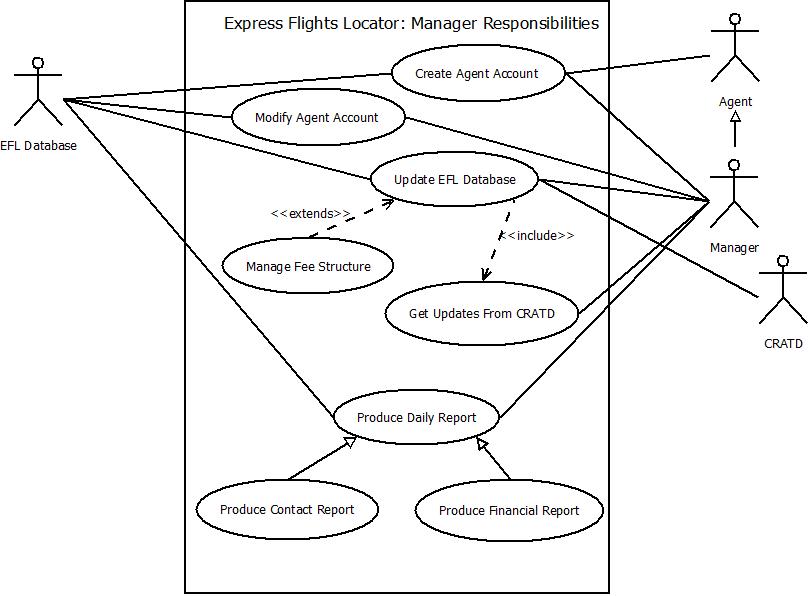 Express Flights Locator: Manager Responsibilities
Create Agent Account
Agent
Modify Agent Account
EFL Database
Update EFL Database
<<extends>>
<<include>>
Manager
Manage Fee Structure
Get Updates From CRATD
CRATD
Produce Daily Report
Produce Contact Report
Produce Financial Report